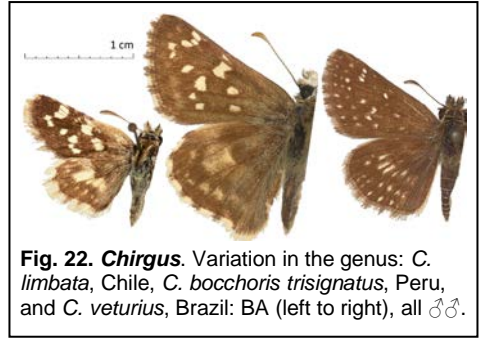 1 cm
Fig. 22. Chirgus. Variation in the genus: C.
limbata, Chile, C. bocchoris trisignatus, Peru,
and C. veturius, Brazil: BA (left to right), all ♂♂.